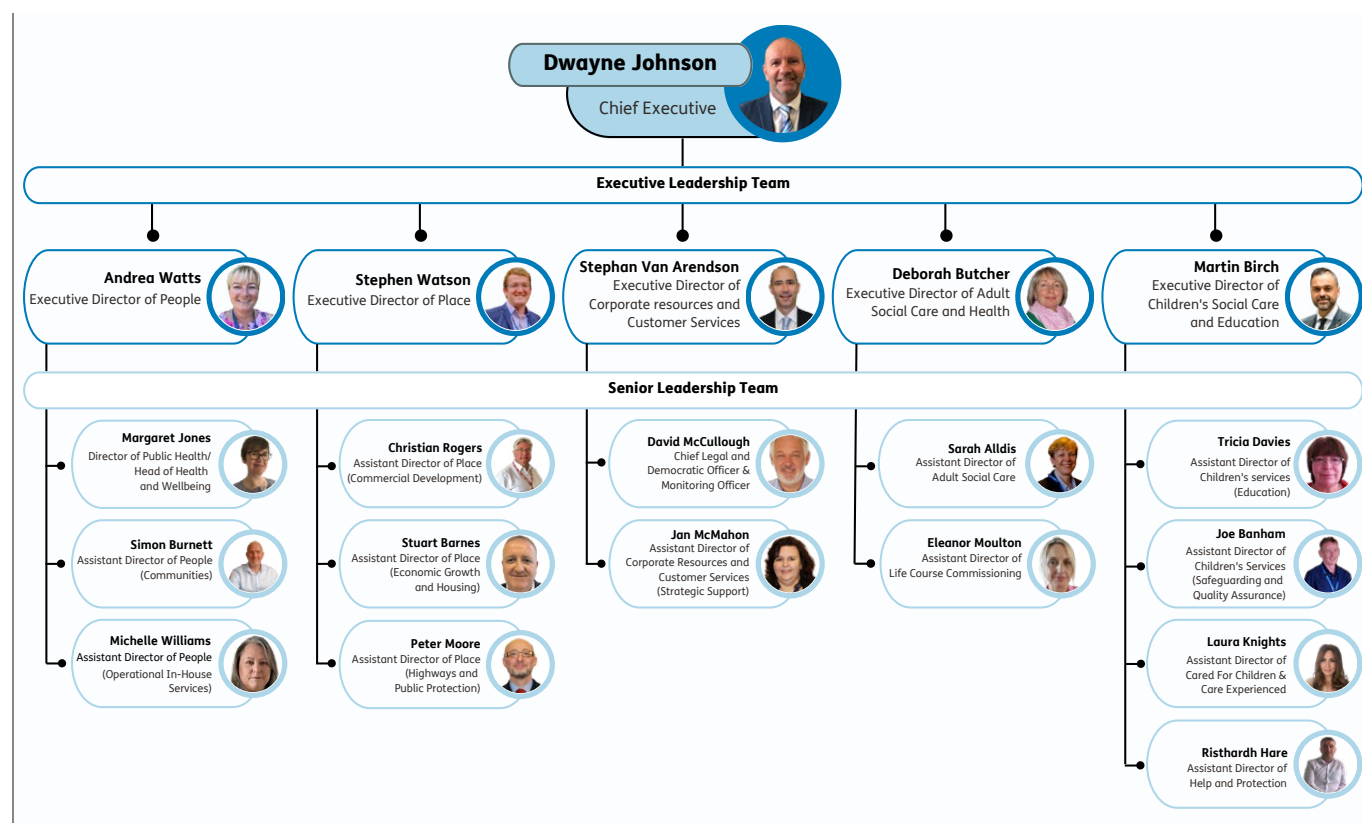 Dwayne Johnson
Chief Executive
Executive Leadership Team
Andrea Watts
Executive Director of People
Stephen Watson
Executive Director of Place
Stephan Van Arendson
Executive Director of
Corporate resources and
Customer Services
Deborah Butcher
Executive Director of Adult
Social Care and Health
Martin Birch
Executive Director of
Children's Social Care
and Education
Senior Leadership Team
Margaret Jones
Director of Public Health/
Head of Health
and Wellbeing
Simon Burnett
Assistant Director of People
(Communities)
Michelle Williams
Assistant Director of People
(Operational In-House
Services)
Christian Rogers
Assistant Director of Place
(Commercial Development)
Stuart Barnes
Assistant Director of Place
(Economic Growth
and Housing)
Peter Moore
Assistant Director of Place
(Highways and
Public Protection)
David McCullough
Chief Legal and
Democratic Officer &
Monitoring Officer
Jan McMahon
Assistant Director of
Corporate Resources and
Customer Services
(Strategic Support)
Sarah Alldis
Assistant Director of
Adult Social Care
Eleanor Moulton
Assistant Director of
Life Course Commissioning
Tricia Davies
Assistant Director of
Children's services
(Education)
Joe Banham
Assistant Director of
Children's Services
(Safeguarding and
Quality Assurance)
Laura Knights
Assistant Director of
Cared For Children &
Care Experienced
Risthardh Hare
Assistant Director of
Help and Protection